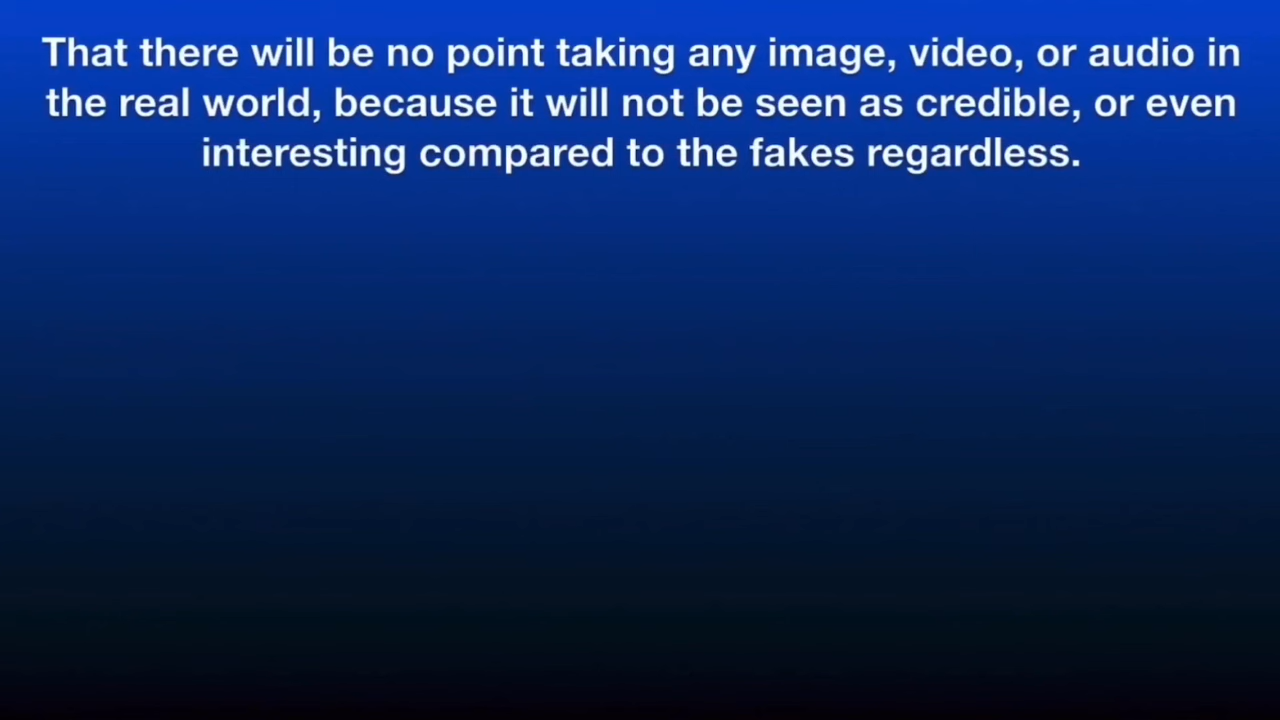 That there will be no point taking any image, video, or audio in
the real world, because it will not be seen as credible, or even
interesting compared to the fakes regardless.